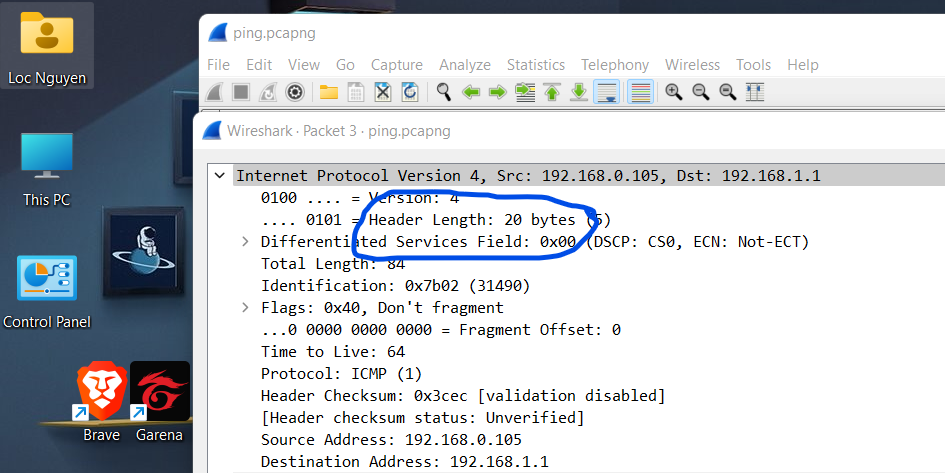 Loc Nguyen
This PC
Control Panel
Brave
Garena
ping.pcapng
File Edit View Go Capture Analyze Statistics Telephony Wireless Tools Help
Wireshark · Packet 3 · ping.pcapng
Internet Protocol Version 4, Src: 192.168.0.105, Dst: 192.168.1.1
0100 .... = Version: 4
.... 0101 = Header Length: 20 bytes (5)
Differentiated Services Field: 0x00 (DSCP: CS0, ECN: Not-ECT)
Total Length: 84
Identification: 0x7b02 (31490)
Flags: 0x40, Don't fragment
...0 0000 0000 0000 = Fragment Offset: 0
Time to Live: 64
Protocol: ICMP (1)
Header Checksum: 0x3cec [validation disabled]
[Header checksum status: Unverified]
Source Address: 192.168.0.105
Destination Address: 192.168.1.1